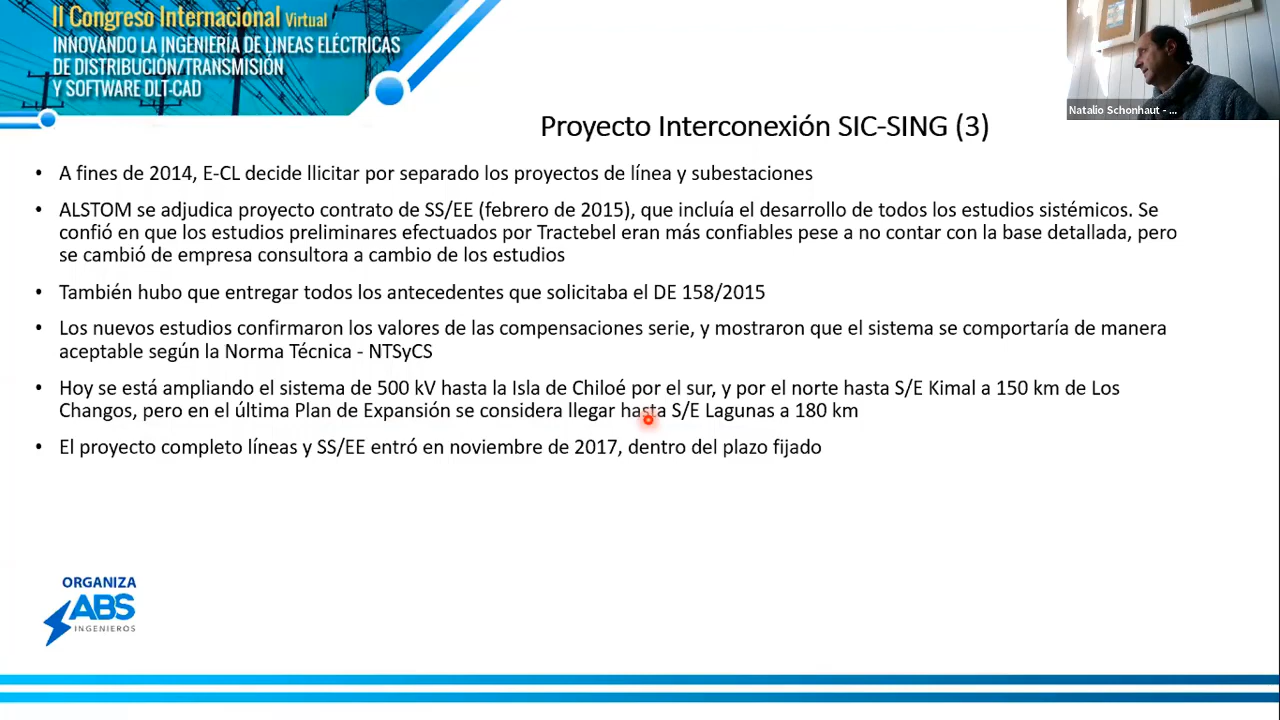 II Congreso Internacional Virtual
INNOVANDO LA INGENIERÍA DE LINEAS ELÉCTRICAS
DE DISTRIBUCIÓN/TRANSMISIÓN
Y SOFTWARE DLT-CAD
Natalio Schonhaut - ...
Proyecto Interconexión SIC-SING (3)
• A fines de 2014, E-CL decide llicitar por separado los proyectos de línea y subestaciones
• ALSTOM se adjudica proyecto contrato de SS/EE (febrero de 2015), que incluía el desarrollo de todos los estudios sistémicos. Se
confió en que los estudios preliminares efectuados por Tractebel eran más confiables pese a no contar con la base detallada, pero
se cambió de empresa consultora a cambio de los estudios
• También hubo que entregar todos los antecedentes que solicitaba el DE 158/2015
• Los nuevos estudios confirmaron los valores de las compensaciones serie, y mostraron que el sistema se comportaría de manera
aceptable según la Norma Técnica - NTSyCS
• Hoy se está ampliando el sistema de 500 kV hasta la Isla de Chiloé por el sur, y por el norte hasta S/E Kimal a 150 km de Los
Changos, pero en el última Plan de Expansión se considera llegar hasta S/E Lagunas a 180 km
• El proyecto completo líneas y SS/EE entró en noviembre de 2017, dentro del plazo fijado
ORGANIZA
ABS
INGENIEROS